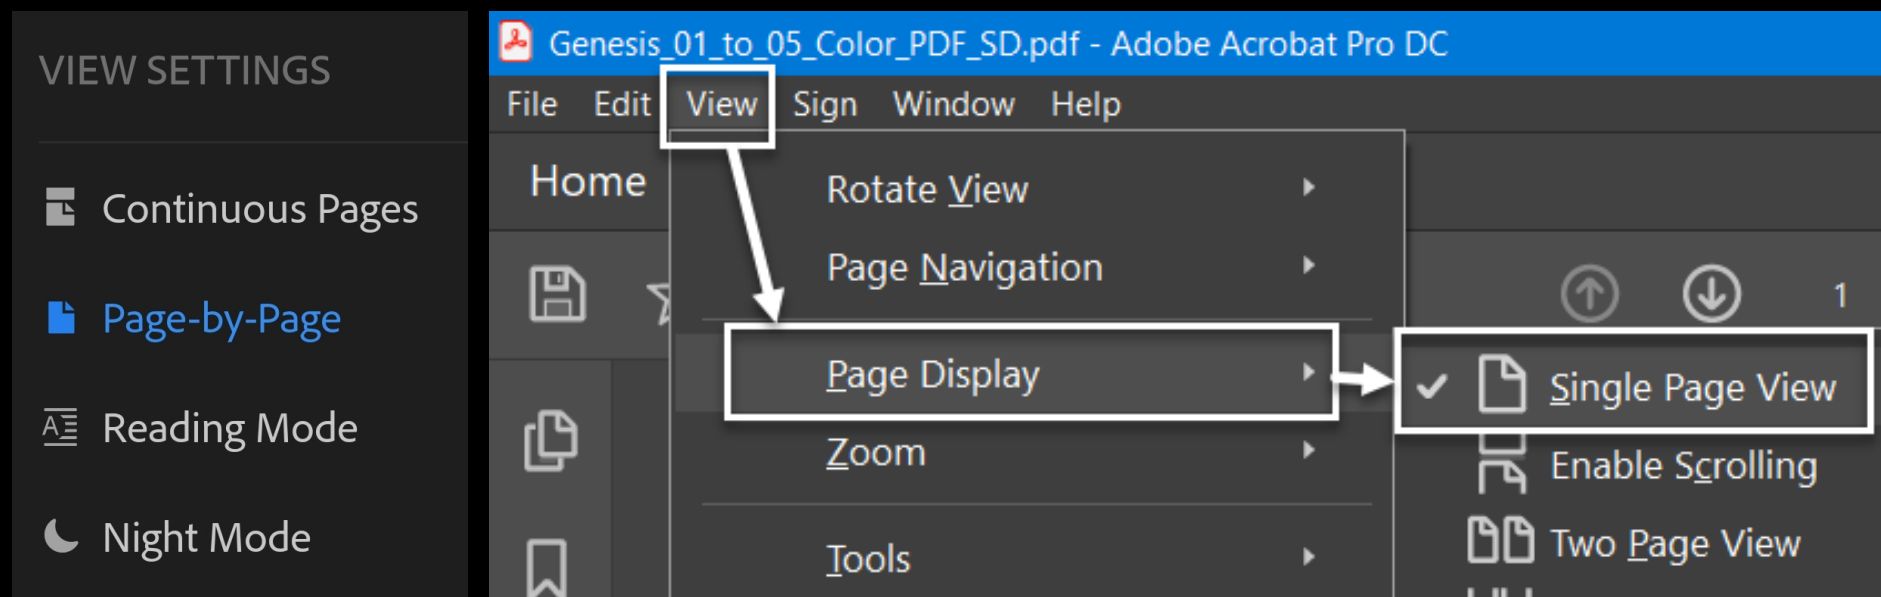 VIEW SETTINGS
Continuous Pages
Page-by-Page
Reading Mode
Night Mode
Genesis_01_to_05_Color_PDF_SD.pdf - Adobe Acrobat Pro DC
File Edit View Sign Window Help
Home
Rotate View
Page Navigation
1
Page Display
Single Page View
Zoom
Enable Scrolling
Two Page View
Tools